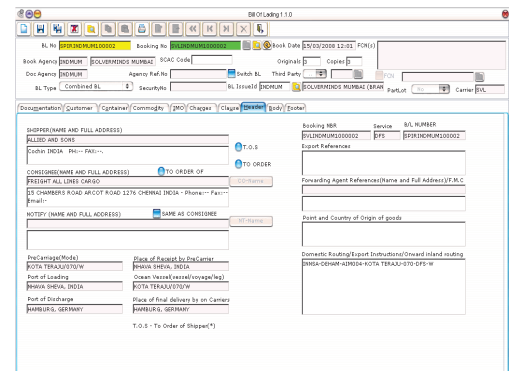 Bill Of Lading 1.1.0
BL No SPIRINDMUM1000002 Booking No SVLINDMUM1000002 Book Date 15/03/2008 12:01 FCN(s)
Book Agency INDMUM SOLVERMINDS MUMBAI SCAC Code Originals 3 Copies 3
Doc Agency INDMUM Agency Ref.No Switch BL Third Party FCN
BL Type Combined BL SecurityNo BL IssueId INDMUM SOLVERMINDS MUMBAI (BRAN PartLot No Carrier SVL
Documentation Customer Container Commodity IMO Charges Clause Header Body Footer
SHIPPER(NAME AND FULL ADDRESS)
ALLIED AND SONS
Cochin INDIA PH:-- FAX:--.
T.O.S
TO ORDER
CONSIGNEE(NAME AND FULL ADDRESS) TO ORDER OF
FREIGHT ALL LINES CARGO CO-Name
15 CHAMBERS ROAD ARCOT ROAD 1276 CHENNAI INDIA - Phone:-- Fax:--
Email:-
NOTIFY (NAME AND FULL ADDRESS) SAME AS CONSIGNEE
NT-Name
PreCarriage(Mode) Place of Receipt by PreCarrier
KOTA TERAJU/070/W NHAVA SHEVA, INDIA
Port of Loading Ocean Vessel(vessel/voyage/leg)
NHAVA SHEVA, INDIA KOTA TERAJU/070/W
Port of Discharge Place of final delivery by on Carriers
HAMBURG, GERMANY HAMBURG, GERMANY
T.O.S - To Order of Shipper(*)
Booking NBR Service B/L NUMBER
SVLINDMUM1000002 DFS SPIRINDMUM1000002
Export References
Forwarding Agent References(Name and Full Address)/F.M.C
Point and Country of Origin of goods
Domestic Routing/Export Instructions/Onward inland routing
INNSA-DEHAM-AIM004-KOTA TERAJU-070-DFS-W